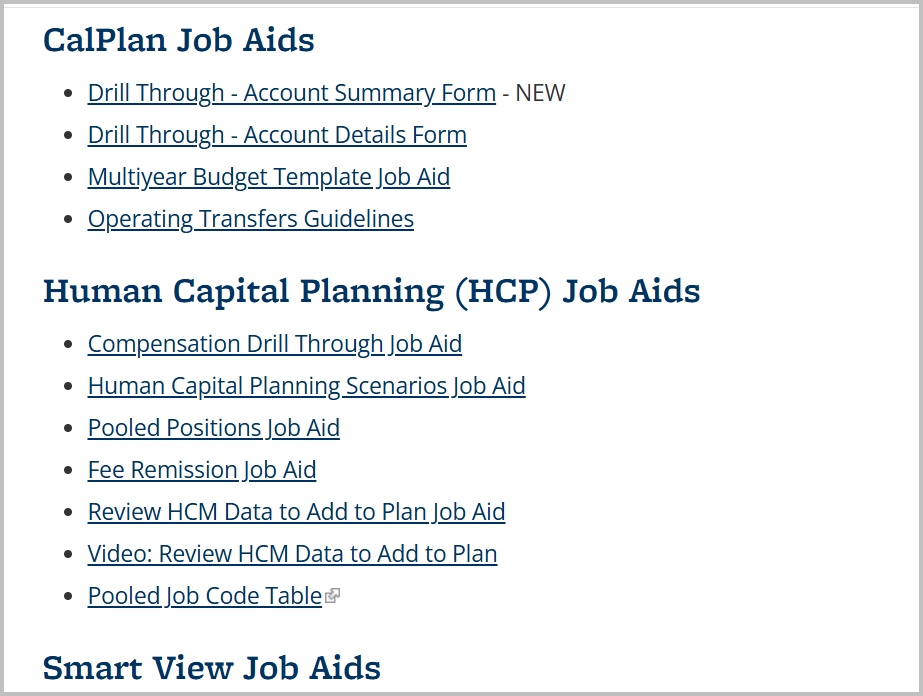 CalPlan Job Aids
Drill Through - Account Summary Form - NEW
Drill Through - Account Details Form
Multiyear Budget Template Job Aid
Operating Transfers Guidelines
Human Capital Planning (HCP) Job Aids
Compensation Drill Through Job Aid
Human Capital Planning Scenarios Job Aid
Pooled Positions Job Aid
Fee Remission Job Aid
Review HCM Data to Add to Plan Job Aid
Video: Review HCM Data to Add to Plan
Pooled Job Code Table
Smart View Job Aids